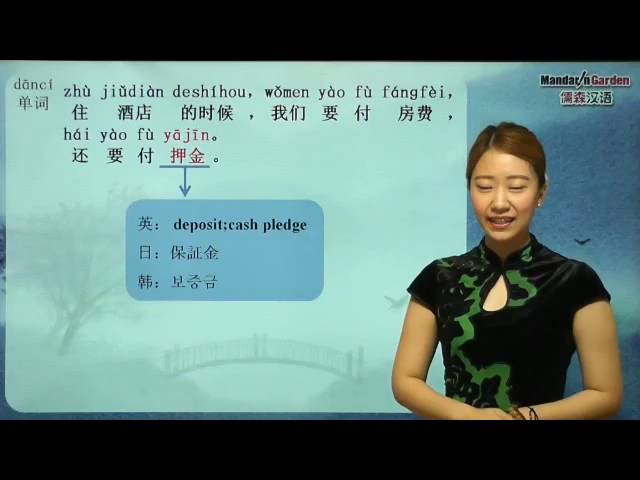 dāncí
单词
zhù jiǔdiàn deshíhou, wǒmen yào fù fángfèi,
住 酒店 的时候，我们 要 付 房费，
hái yào fù yājīn。
还 要 付 押金。
英： deposit;cash pledge
日： 保証金
韩： 보증금
Mandarin Garden
儒森汉语